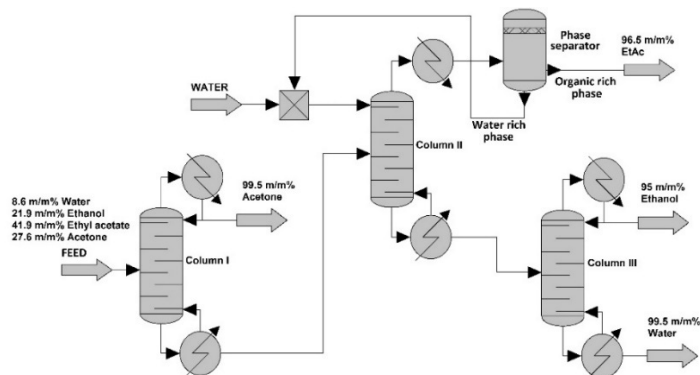 Phase
separator
96.5 m/m%
EtAc
Organic rich
phase
WATER
Water rich
phase
Column II
99.5 m/m%
Acetone
8.6 m/m% Water
21.9 m/m% Ethanol
41.9 m/m% Ethyl acetate
27.6 m/m% Acetone
FEED
Column I
95 m/m%
Ethanol
Column III
99.5 m/m%
Water